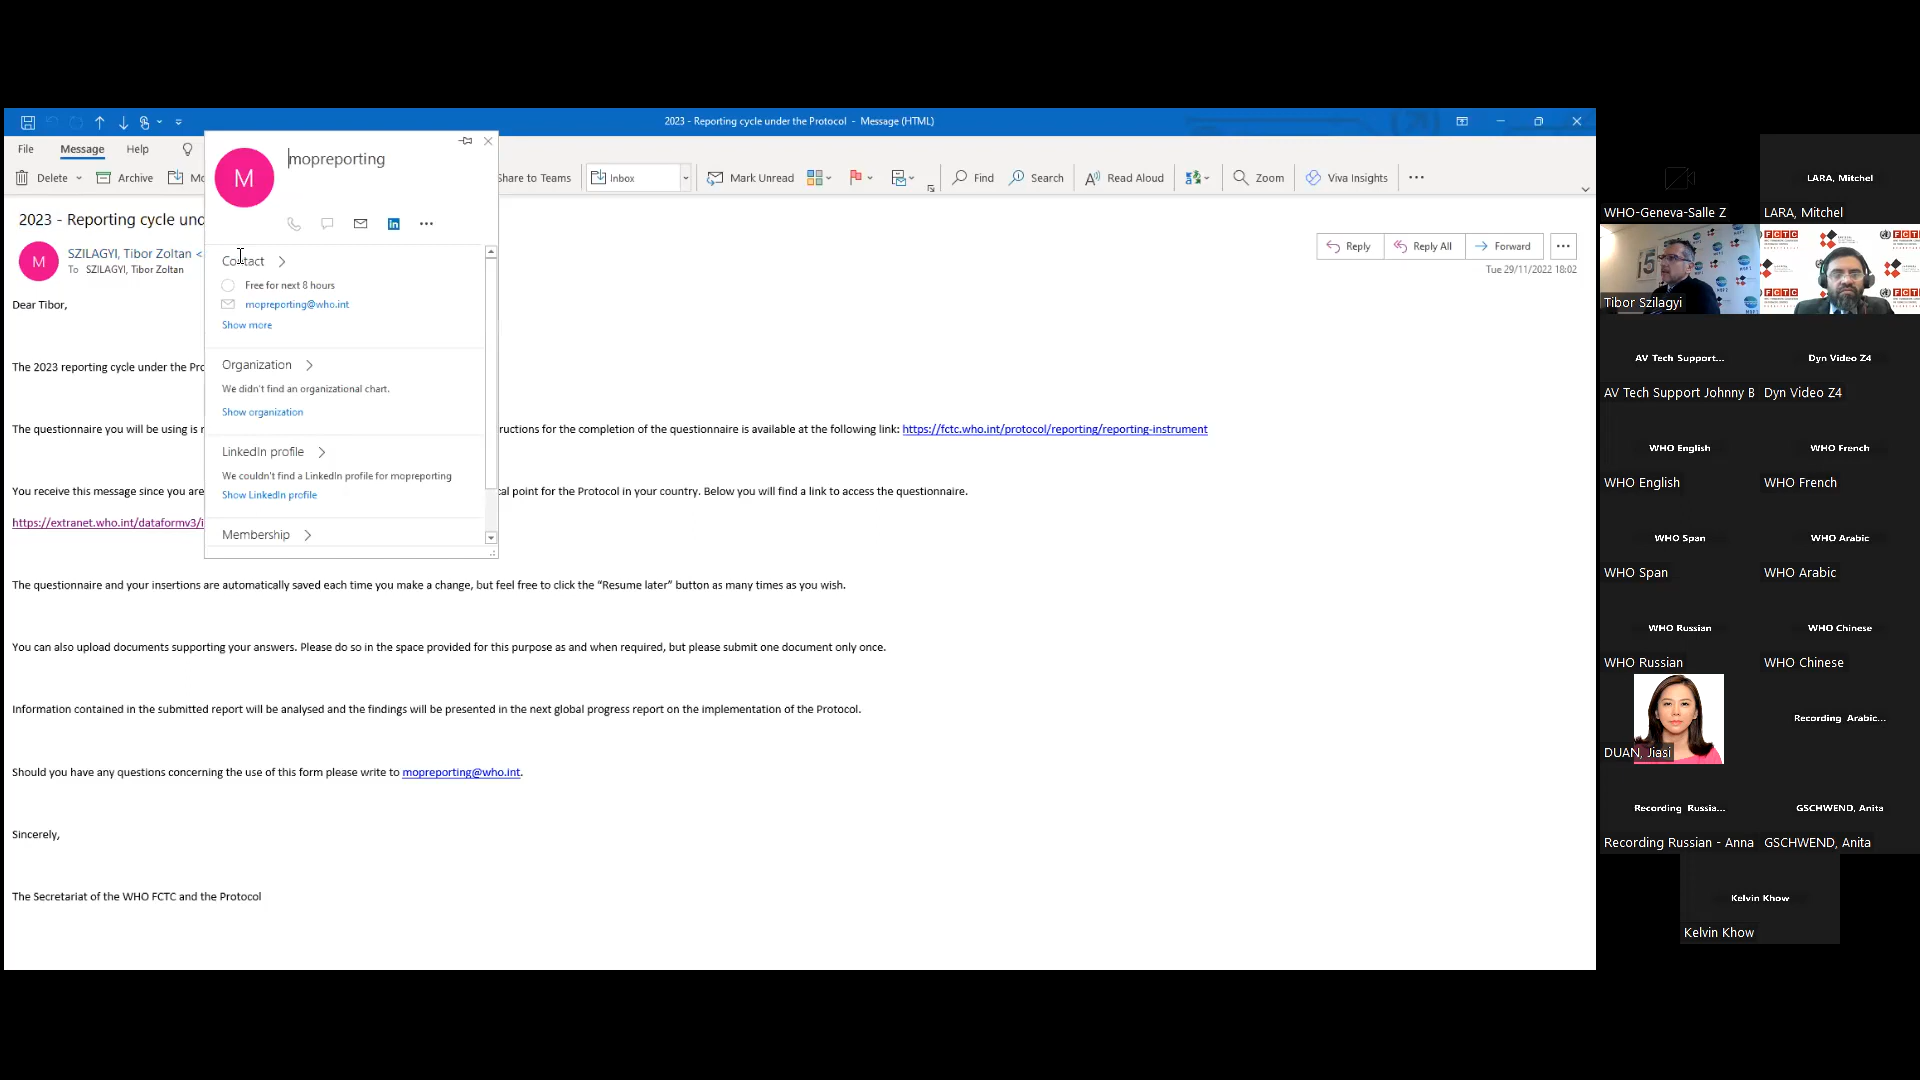 2023 - Reporting cycle under the Protocol - Message (HTML)
File
Message
Help
Delete
Archive
Mo
Share to Teams
Inbox
Mark Unread
Find
Search
Read Aloud
Zoom
Viva Insights
2023 - Reporting cycle und
M
SZILAGYI, Tibor Zoltan <
To SZILAGYI, Tibor Zoltan
Reply
Reply All
Forward
Tue 29/11/2022 18:02
M
mopreporting
Contact
Free for next 8 hours
mopreporting@who.int
Show more
Organization
We didn't find an organizational chart.
Show organization
LinkedIn profile
We couldn't find a LinkedIn profile for mopreporting
Show LinkedIn profile
Membership
Dear Tibor,
The 2023 reporting cycle under the Pro
The questionnaire you will be using is r
ructions for the completion of the questionnaire is available at the following link: https://fctc.who.int/protocol/reporting/reporting-instrument
You receive this message since you are
al point for the Protocol in your country. Below you will find a link to access the questionnaire.
https://extranet.who.int/dataformv3/i
The questionnaire and your insertions are automatically saved each time you make a change, but feel free to click the “Resume later” button as many times as you wish.
You can also upload documents supporting your answers. Please do so in the space provided for this purpose as and when required, but please submit one document only once.
Information contained in the submitted report will be analysed and the findings will be presented in the next global progress report on the implementation of the Protocol.
Should you have any questions concerning the use of this form please write to mopreporting@who.int.
Sincerely,
The Secretariat of the WHO FCTC and the Protocol
WHO-Geneva-Salle Z
LARA, Mitchel
LARA, Mitchel
Tibor Szilagyi
FCTC
FCTC
FCTC
AV Tech Support...
AV Tech Support Johnny B
Dyn Video Z4
Dyn Video Z4
WHO English
WHO English
WHO French
WHO French
WHO Span
WHO Span
WHO Arabic
WHO Arabic
WHO Russian
WHO Russian
WHO Chinese
WHO Chinese
DUAN, Jiasi
Recording Arabic...
Recording Russia...
Recording Russian - Anna
GSCHWEND, Anita
GSCHWEND, Anita
Kelvin Khow
Kelvin Khow